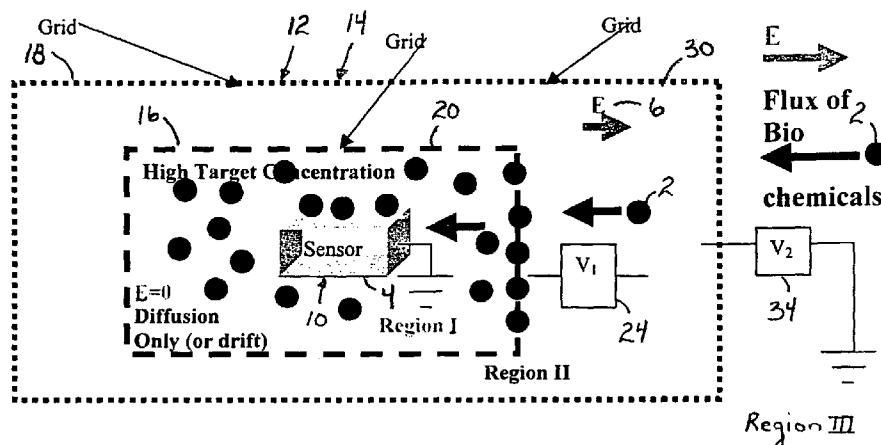 Grid 12 14 Grid Grid
18 30 E
E 6 Flux of
16 20 Bio 2
High Target Concentration
2 chemicals
Sensor
V1 V2
E=0 10 4 Region I 24 34
Diffusion
Only (or drift)
Region II
Region III